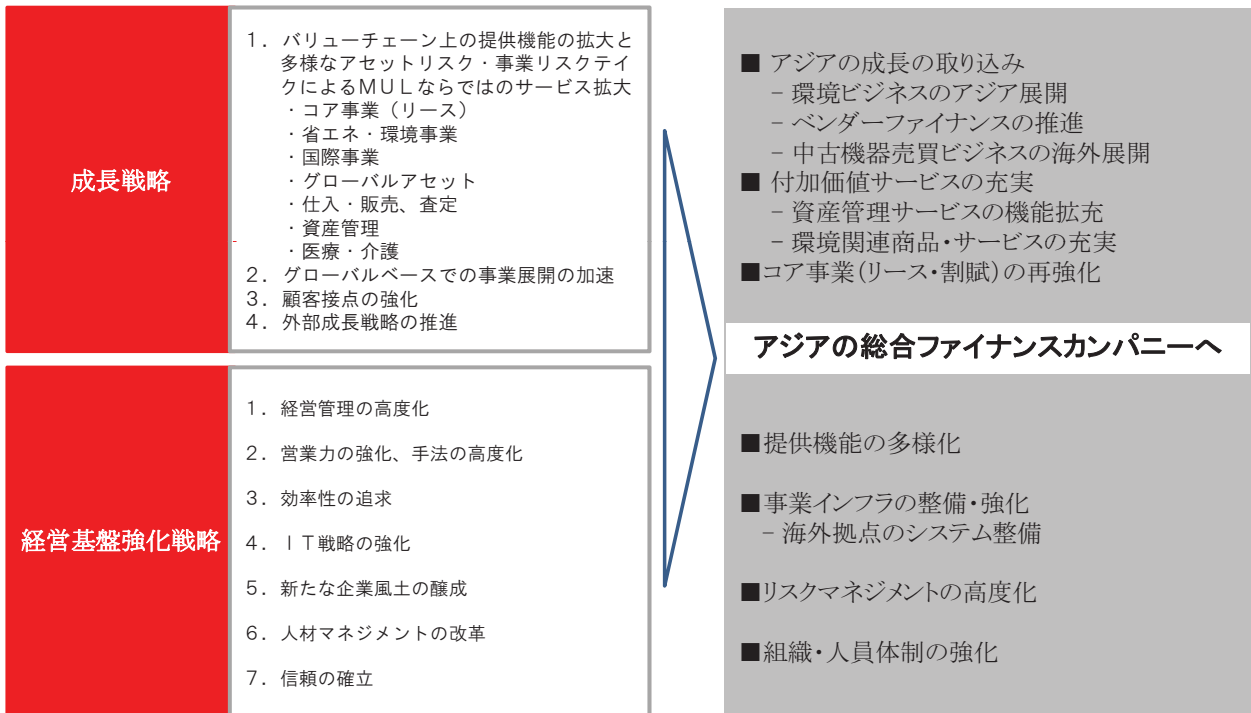 成長戦略
1. バリューチェーン上の提供機能の拡大と
多様なアセットリスク・事業リスクテイ
クによるMULならではのサービス拡大
・コア事業(リース)
・省エネ・環境事業
・国際事業
・グローバルアセット
・仕入・販売、査定
・資産管理
・医療・介護
2. グローバルベースでの事業展開の加速
3. 顧客接点の強化
4. 外部成長戦略の推進
経営基盤強化戦略
1. 経営管理の高度化
2. 営業力の強化、手法の高度化
3. 効率性の追求
4. IT戦略の強化
5. 新たな企業風土の醸成
6. 人材マネジメントの改革
7. 信頼の確立
■ アジアの成長の取り込み
− 環境ビジネスのアジア展開
− ベンダーファイナンスの推進
− 中古機器売買ビジネスの海外展開
■ 付加価値サービスの充実
− 資産管理サービスの機能拡充
− 環境関連商品・サービスの充実
■コア事業(リース・割賦)の再強化
アジアの総合ファイナンスカンパニーへ
■提供機能の多様化
■事業インフラの整備・強化
− 海外拠点のシステム整備
■リスクマネジメントの高度化
■組織・人員体制の強化